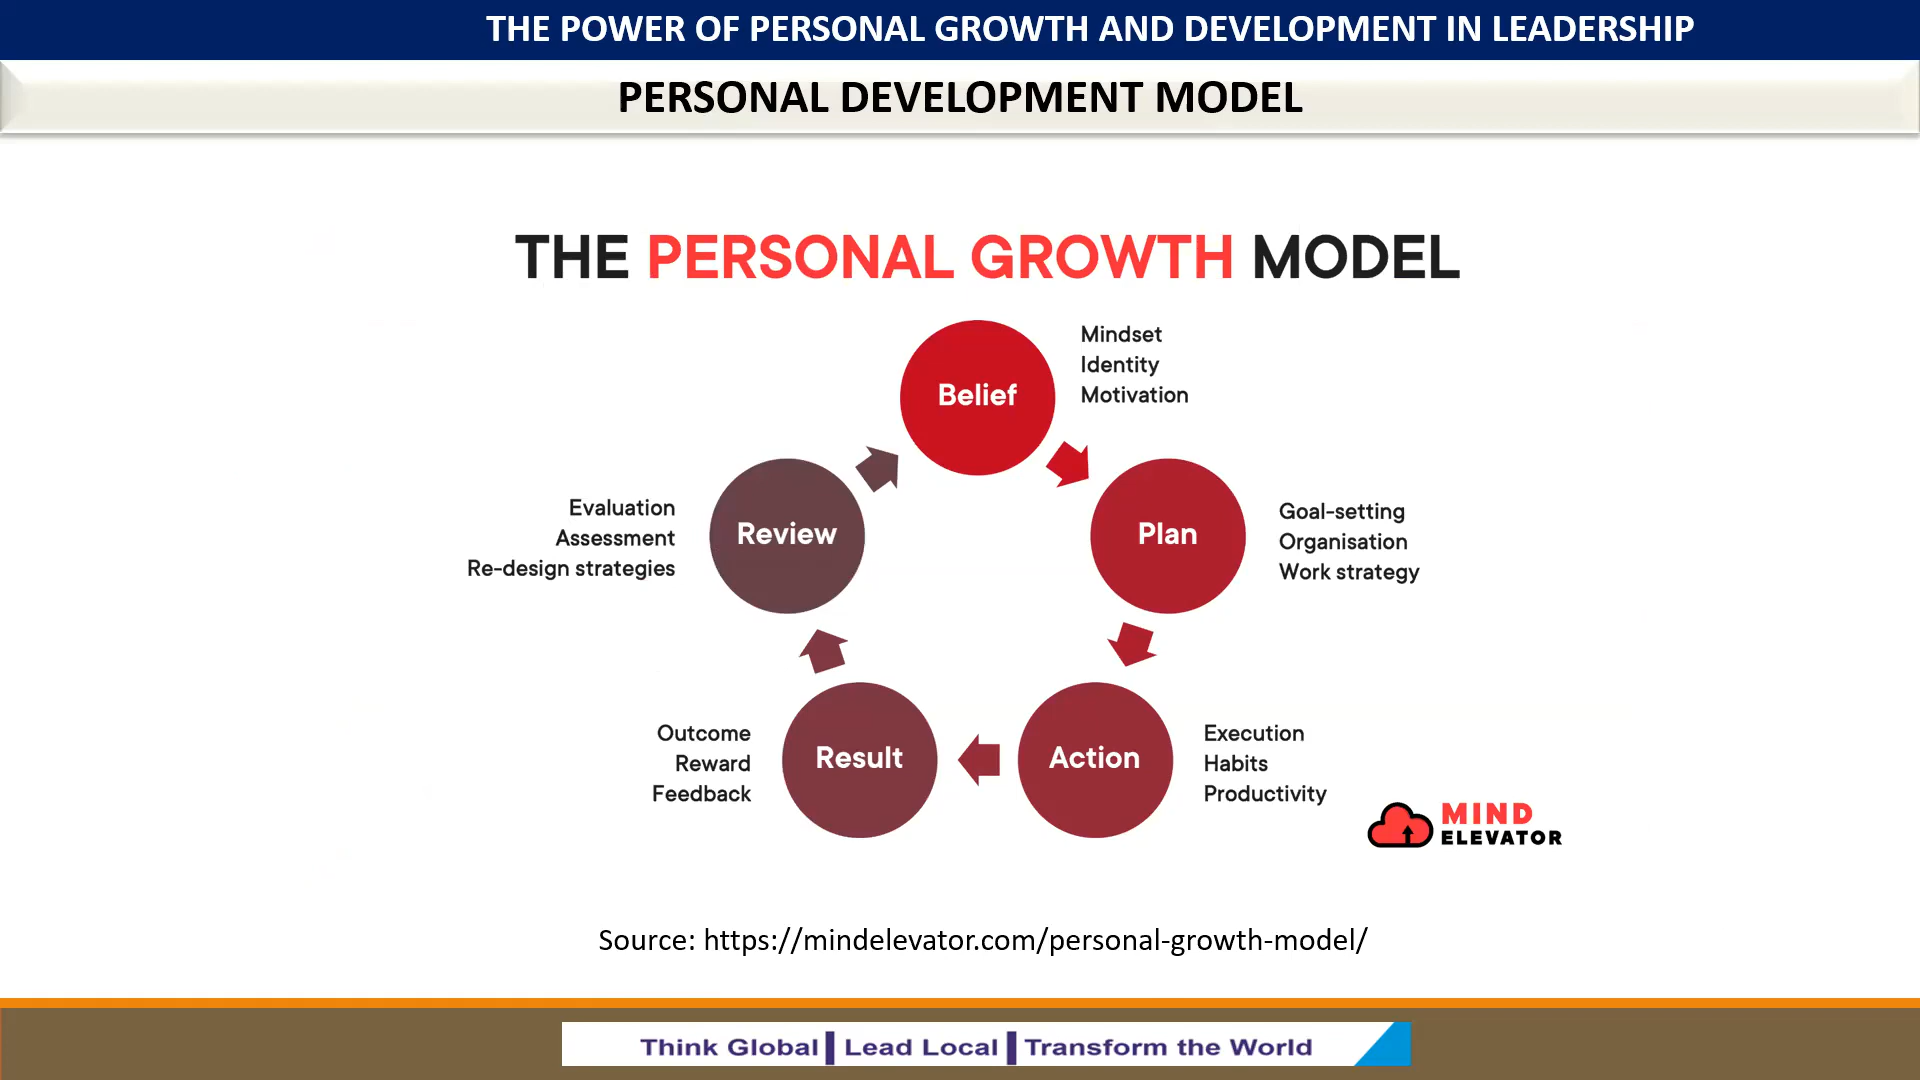 THE POWER OF PERSONAL GROWTH AND DEVELOPMENT IN LEADERSHIP
PERSONAL DEVELOPMENT MODEL
THE PERSONAL GROWTH MODEL
Belief
Mindset
Identity
Motivation
Plan
Goal-setting
Organisation
Work strategy
Action
Execution
Habits
Productivity
Result
Outcome
Reward
Feedback
Review
Evaluation
Assessment
Re-design strategies
MIND
ELEVATOR
Source: https://mindelevator.com/personal-growth-model/
Think Global | Lead Local | Transform the World